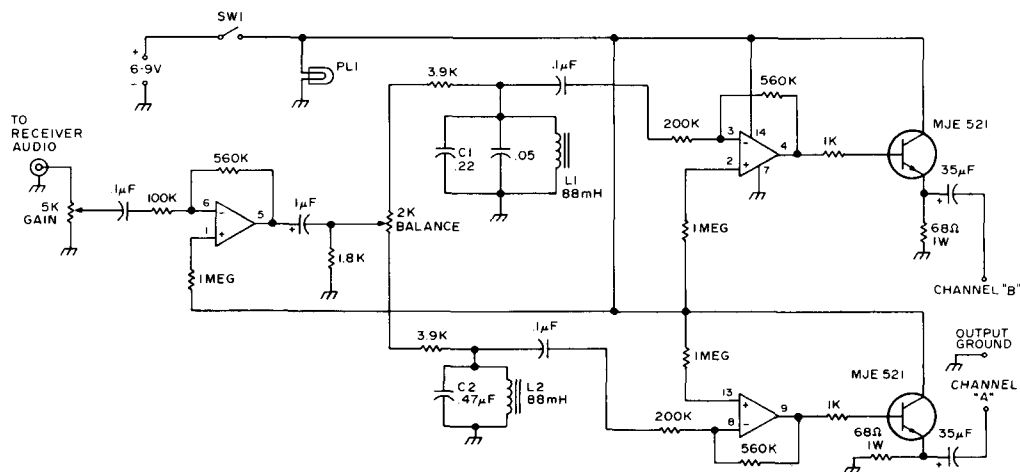 SW1
+
6-9V
-
PL1
TO
RECEIVER
AUDIO
5K
GAIN
.1µF
100K
560K
6
-
5
1
+
1MEG
1µF
+
1.8K
2K
BALANCE
3.9K
.1µF
C1
.22
.05
L1
88mH
200K
560K
3
-
14
2
+
4
7
1K
MJE 521
35µF
+
68Ω
1W
CHANNEL "B"
1MEG
1MEG
3.9K
.1µF
C2
.47µF
L2
88mH
200K
13
+
9
8
-
560K
1K
MJE 521
68Ω
1W
35µF
+
OUTPUT
GROUND
CHANNEL
"A"